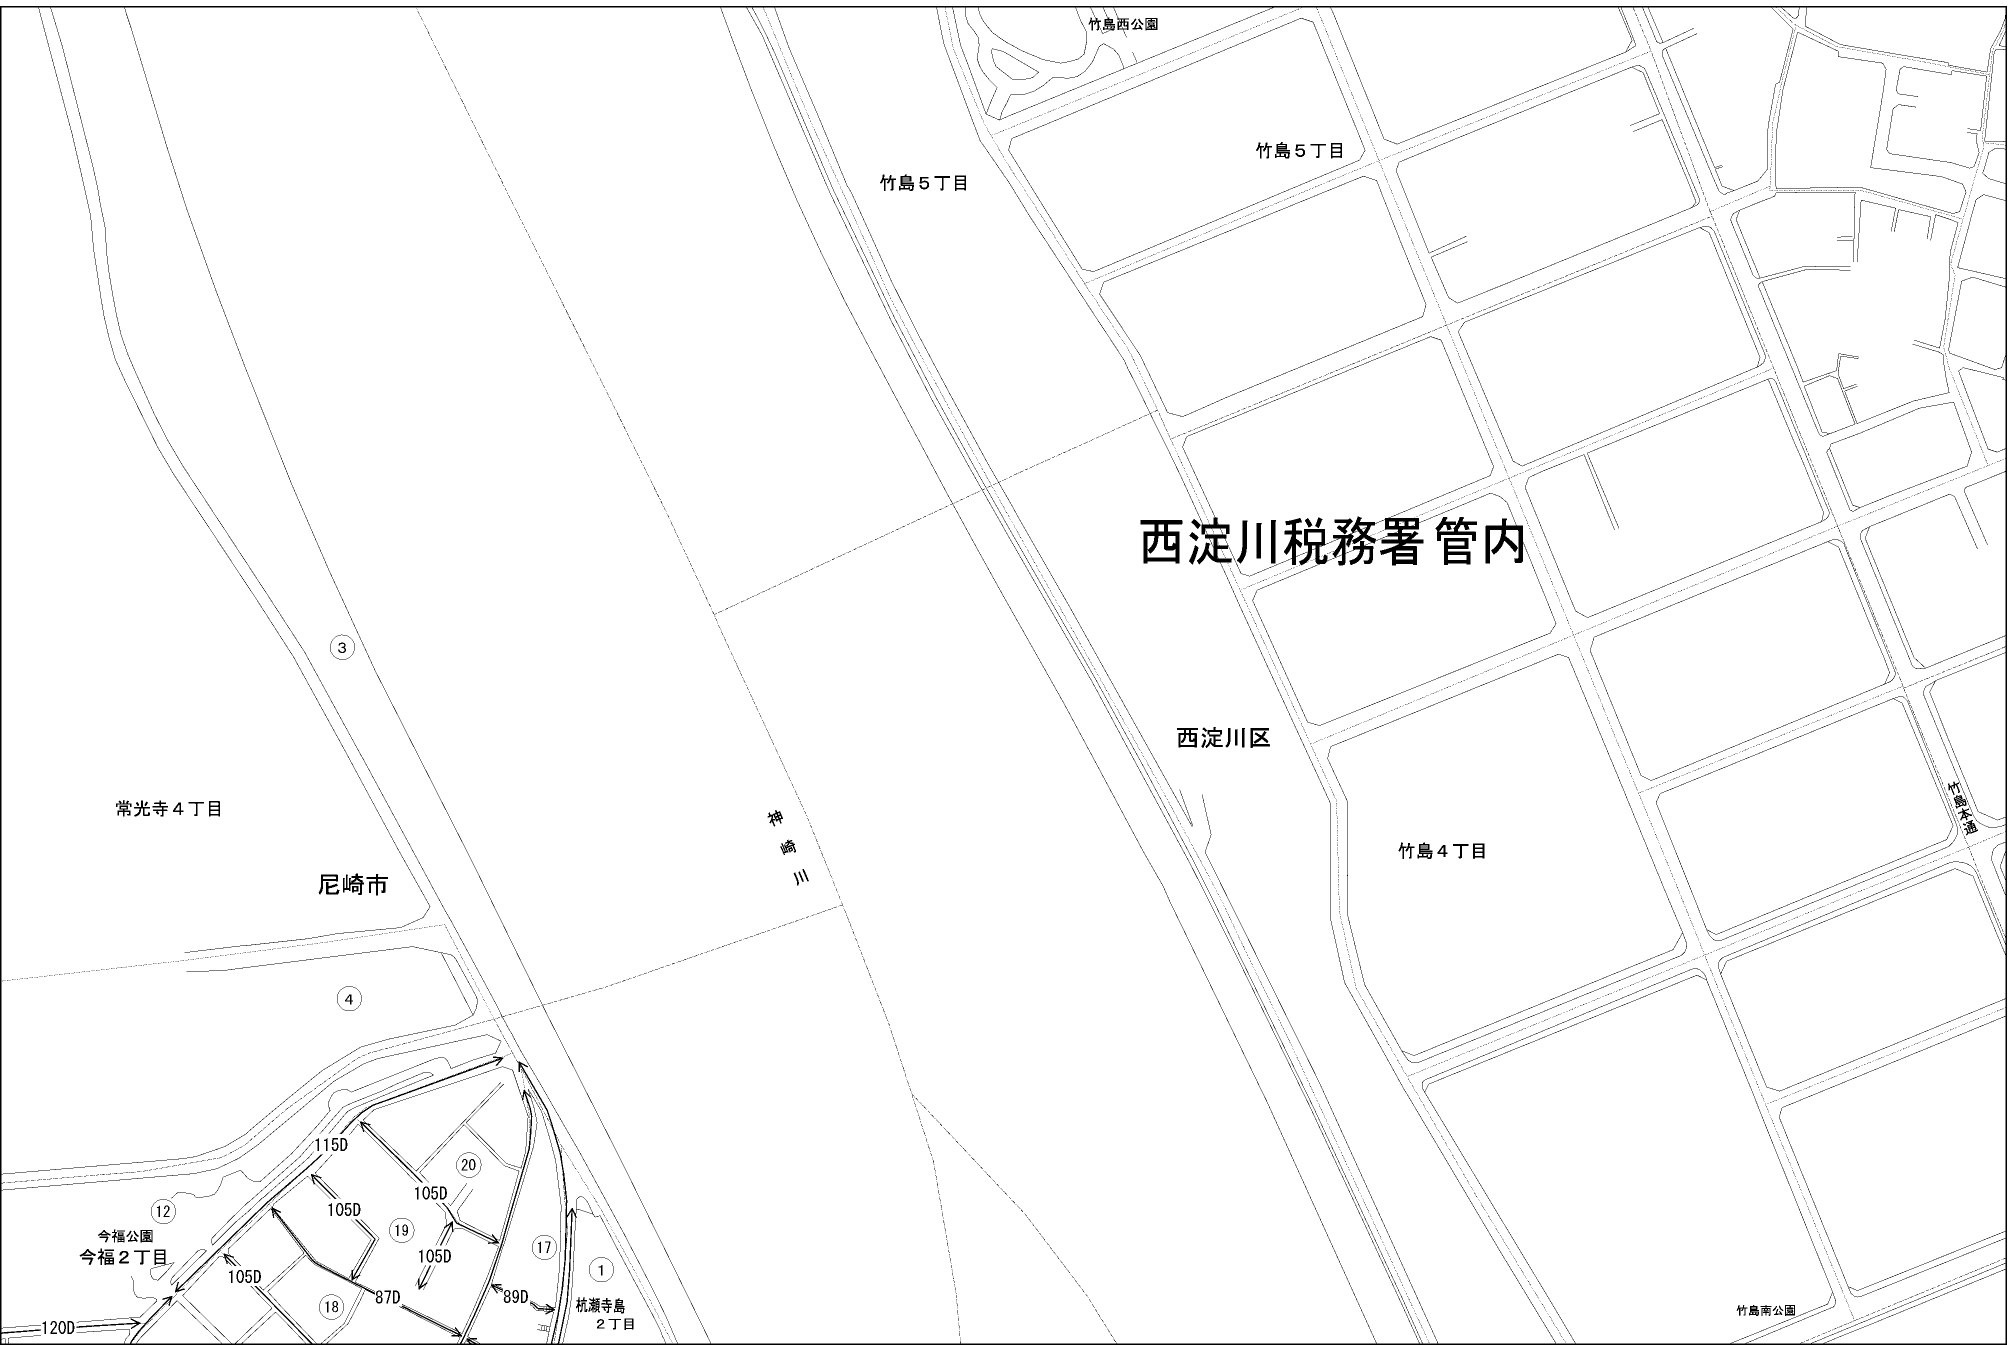 竹島西公園
竹島5丁目
竹島5丁目
西淀川税務署管内
3
西淀川区
常光寺4丁目
神崎川
竹島本通
竹島4丁目
尼崎市
4
115D
20
105D
105D
12
19
今福公園
今福2丁目
105D
17
105D
1
18
87D
89D
杭瀬寺島
2丁目
竹島南公園
120D